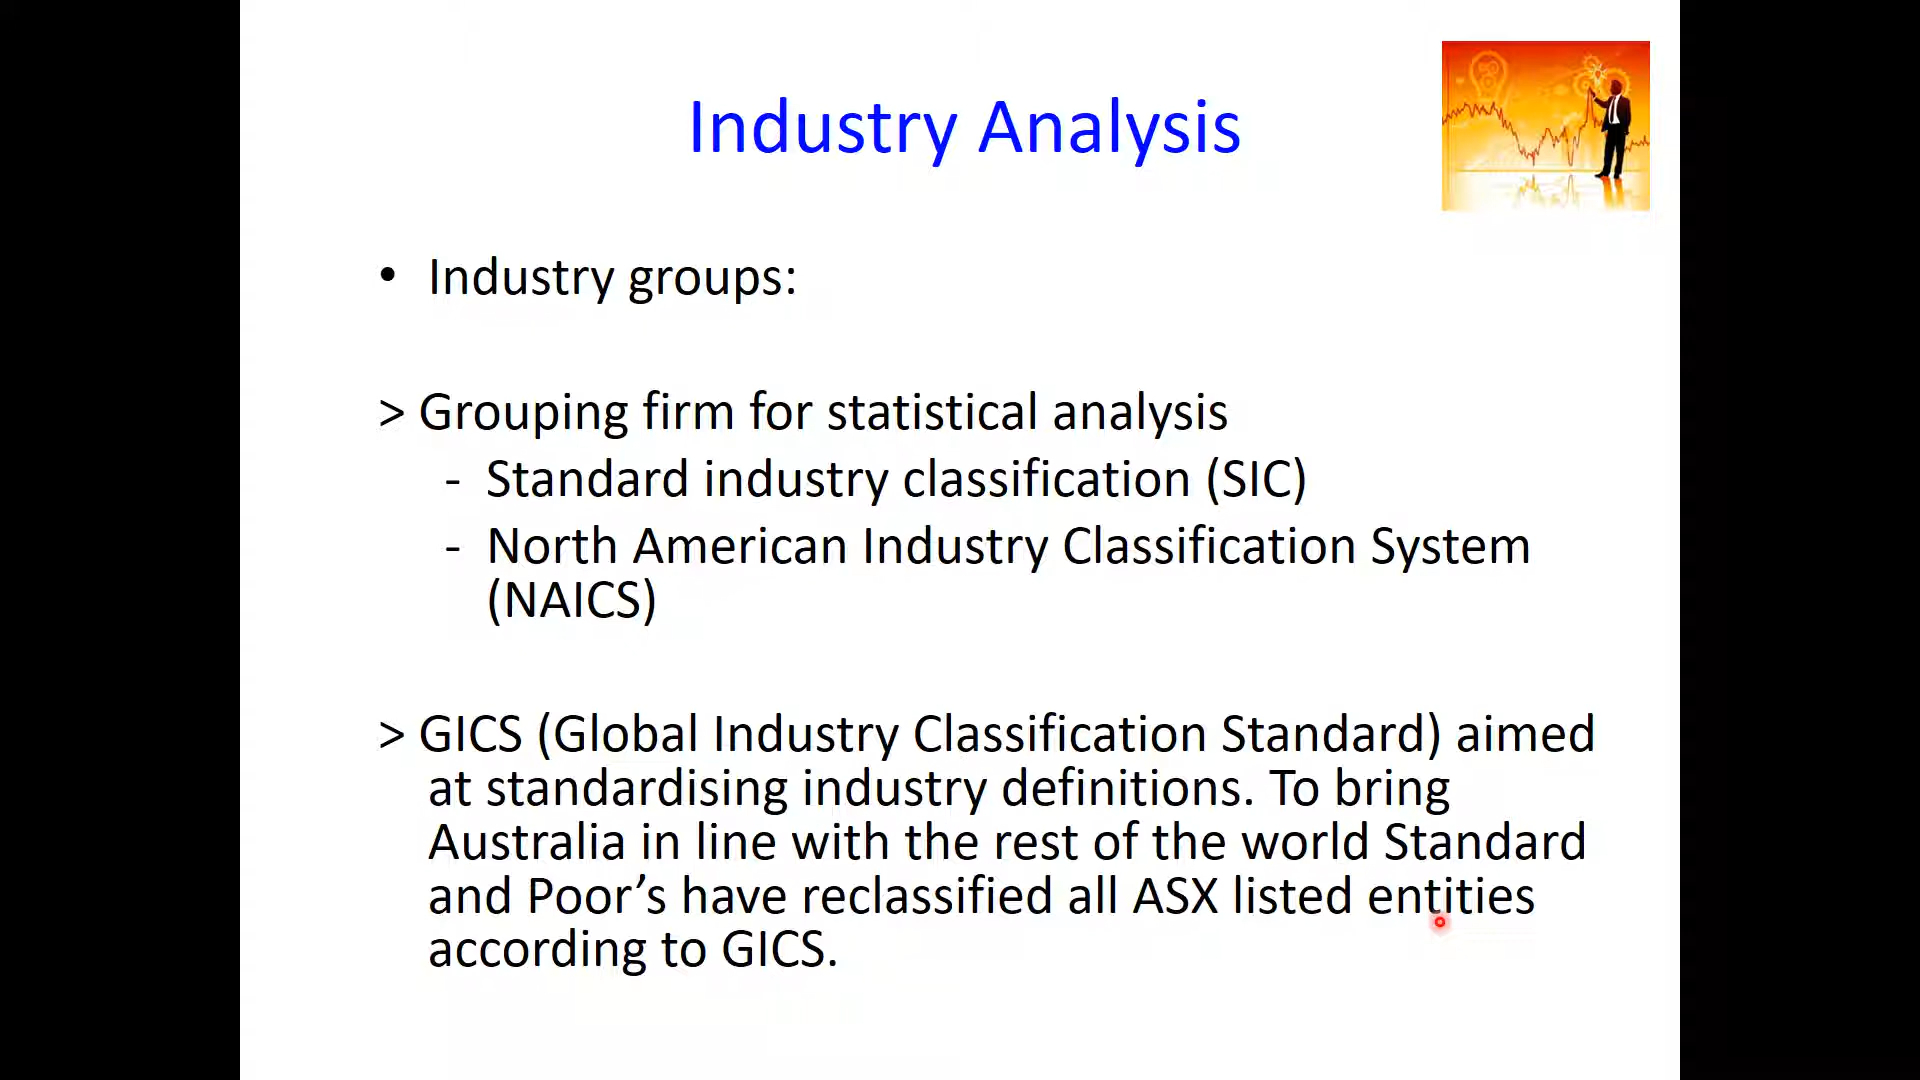 Industry Analysis
• Industry groups:
> Grouping firm for statistical analysis
- Standard industry classification (SIC)
- North American Industry Classification System
(NAICS)
> GICS (Global Industry Classification Standard) aimed
at standardising industry definitions. To bring
Australia in line with the rest of the world Standard
and Poor’s have reclassified all ASX listed entities
according to GICS.